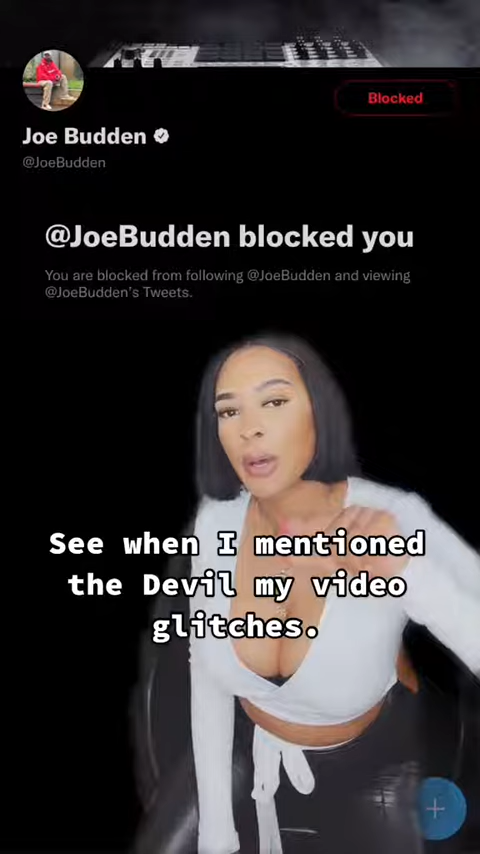 Blocked
Joe Budden
@JoeBudden
@JoeBudden blocked you
You are blocked from following @JoeBudden and viewing
@JoeBudden's Tweets.
See when I mentioned
the Devil my video
glitches.